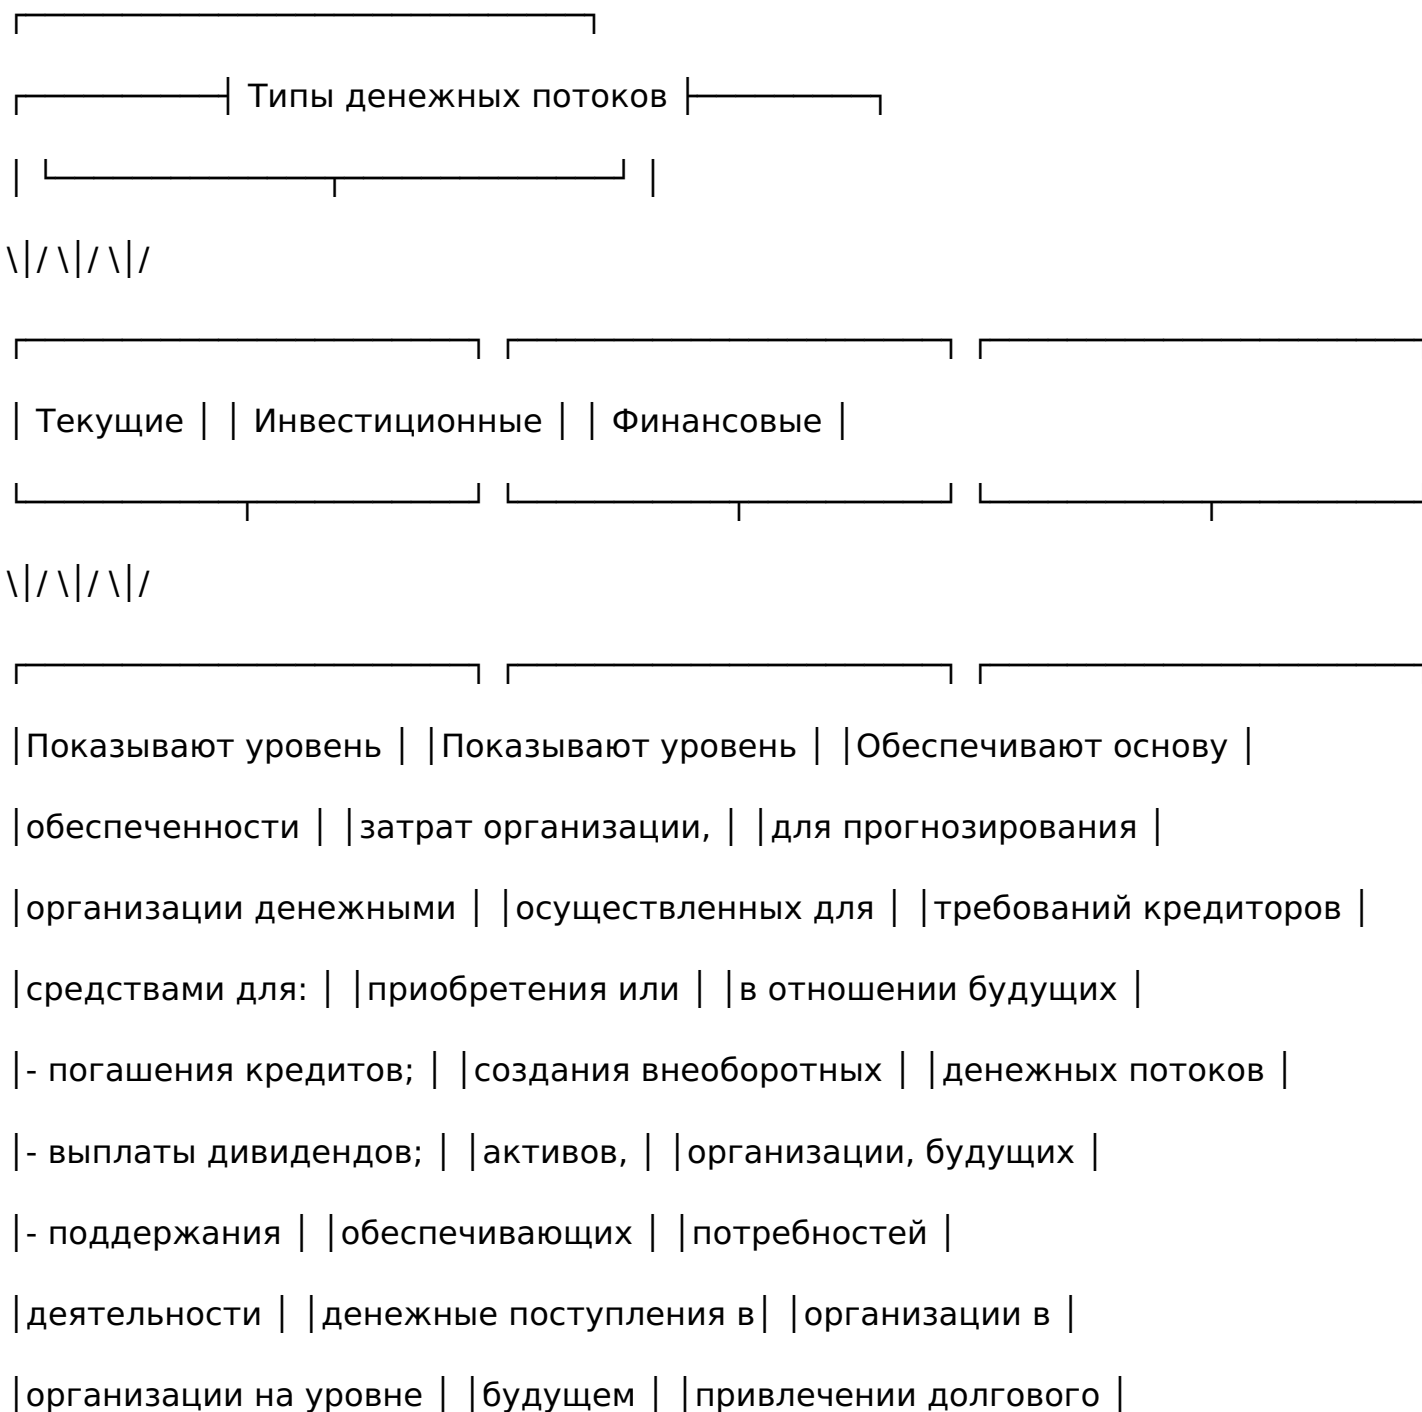 ┌─────────────────────────────┐
┌───────────┤ Типы денежных потоков ├─────────┐
│ └──────────────┬──────────────┘ │
\│/ \│/ \│/
┌───────────────────────┐ ┌──────────────────────┐ ┌───────────────────────
│ Текущие │ │ Инвестиционные │ │ Финансовые │
└───────────┬───────────┘ └───────────┬──────────┘ └───────────┬───────────
\│/ \│/ \│/
┌───────────────────────┐ ┌──────────────────────┐ ┌───────────────────────┐
│Показывают уровень │ │Показывают уровень │ │Обеспечивают основу │
│обеспеченности │ │затрат организации, │ │для прогнозирования │
│организации денежными │ │осуществленных для │ │требований кредиторов │
│средствами для: │ │приобретения или │ │в отношении будущих │
│- погашения кредитов; │ │создания внеоборотных │ │денежных потоков │
│- выплаты дивидендов; │ │активов, │ │организации, будущих │
│- поддержания │ │обеспечивающих │ │потребностей │
│деятельности │ │денежные поступления в│ │организации в │
│организации на уровне │ │будущем │ │привлечении долгового │